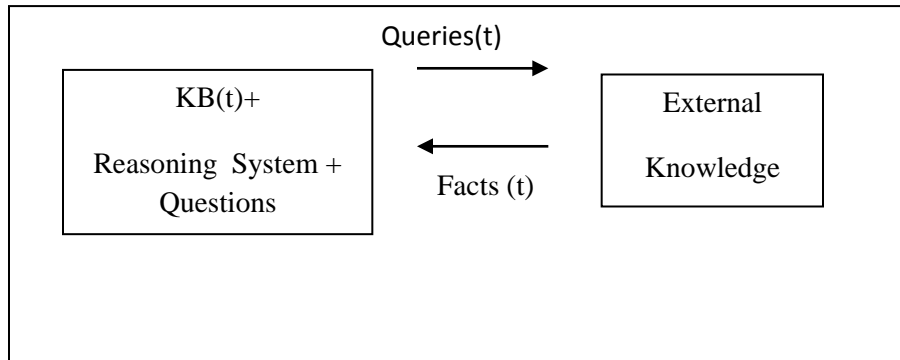 Queries(t)
KB(t)+
Reasoning System +
Questions
External
Knowledge
Facts (t)